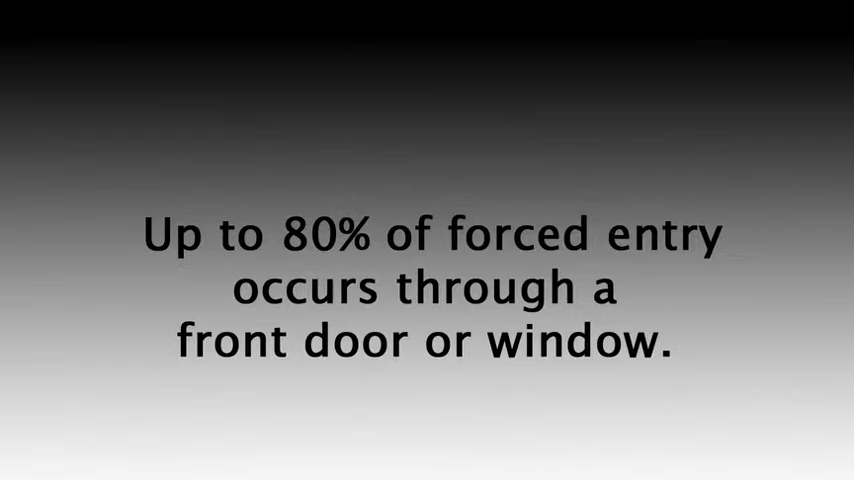 Up to 80% of forced entry
occurs through a
front door or window.